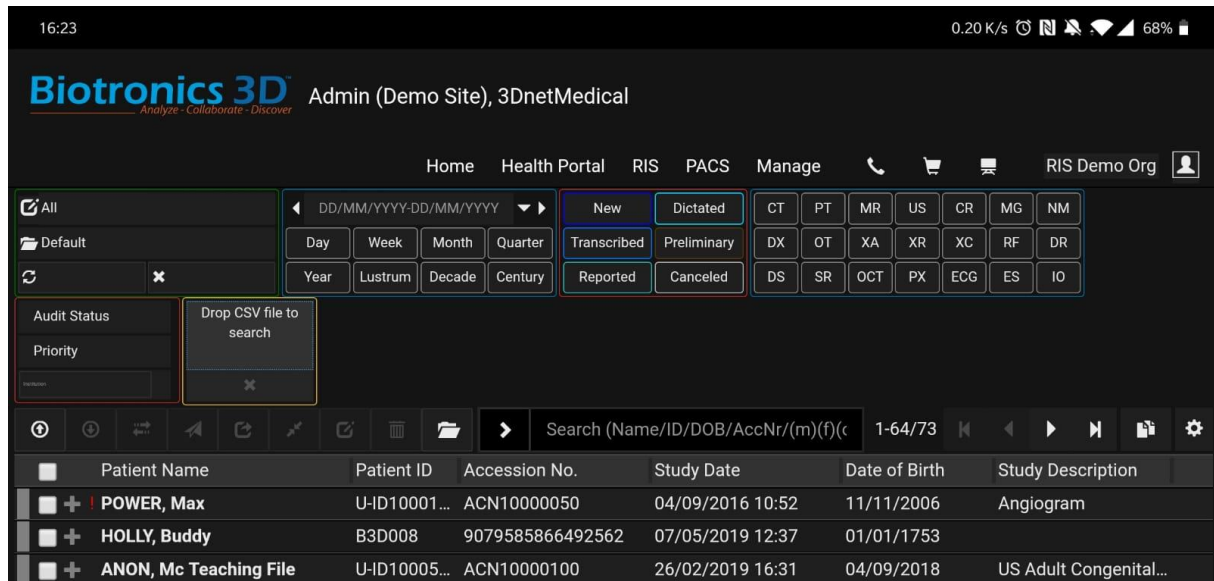 16:23 0.20 K/s 68%
Biotronics 3D™ Admin (Demo Site), 3DnetMedical
Analyze - Collaborate - Discover
Home Health Portal RIS PACS Manage RIS Demo Org
All DD/MM/YYYY-DD/MM/YYYY New Dictated CT PT MR US CR MG NM
Default Day Week Month Quarter Transcribed Preliminary DX OT XA XR XC RF DR
Year Lustrum Decade Century Reported Canceled DS SR OCT PX ECG ES IO
Audit Status Drop CSV file to
search
Priority
Institution
Search (Name/ID/DOB/AccNr/(m)(f)(c 1-64/73
Patient Name Patient ID Accession No. Study Date Date of Birth Study Description
! POWER, Max U-ID10001... ACN10000050 04/09/2016 10:52 11/11/2006 Angiogram
HOLLY, Buddy B3D008 9079585866492562 07/05/2019 12:37 01/01/1753
ANON, Mc Teaching File U-ID10005... ACN10000100 26/02/2019 16:31 04/09/2018 US Adult Congenital...